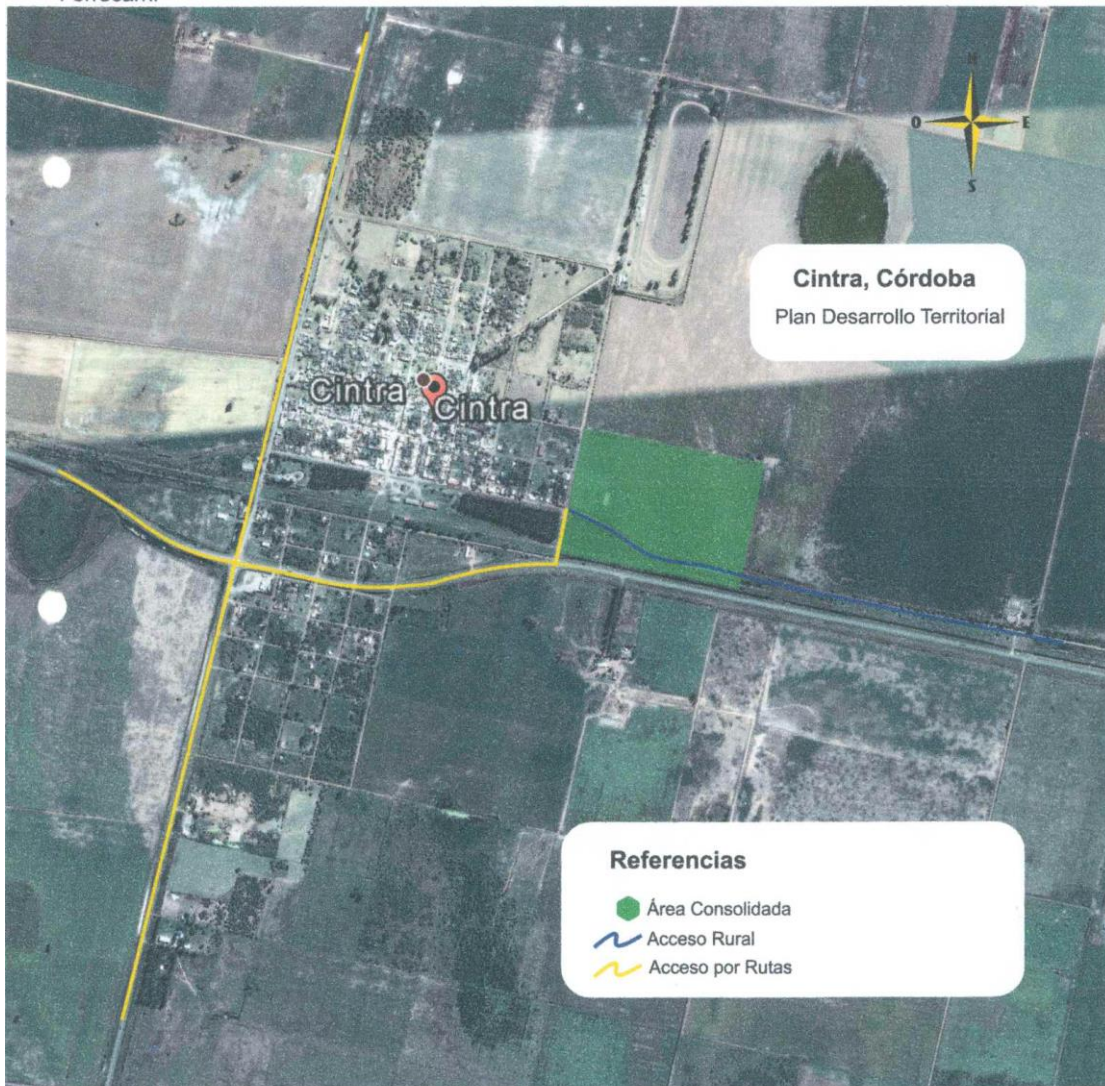 N
O E
S
Cintra, Córdoba
Plan Desarrollo Territorial
Cintra
Cintra
Referencias
Área Consolidada
Acceso Rural
Acceso por Rutas